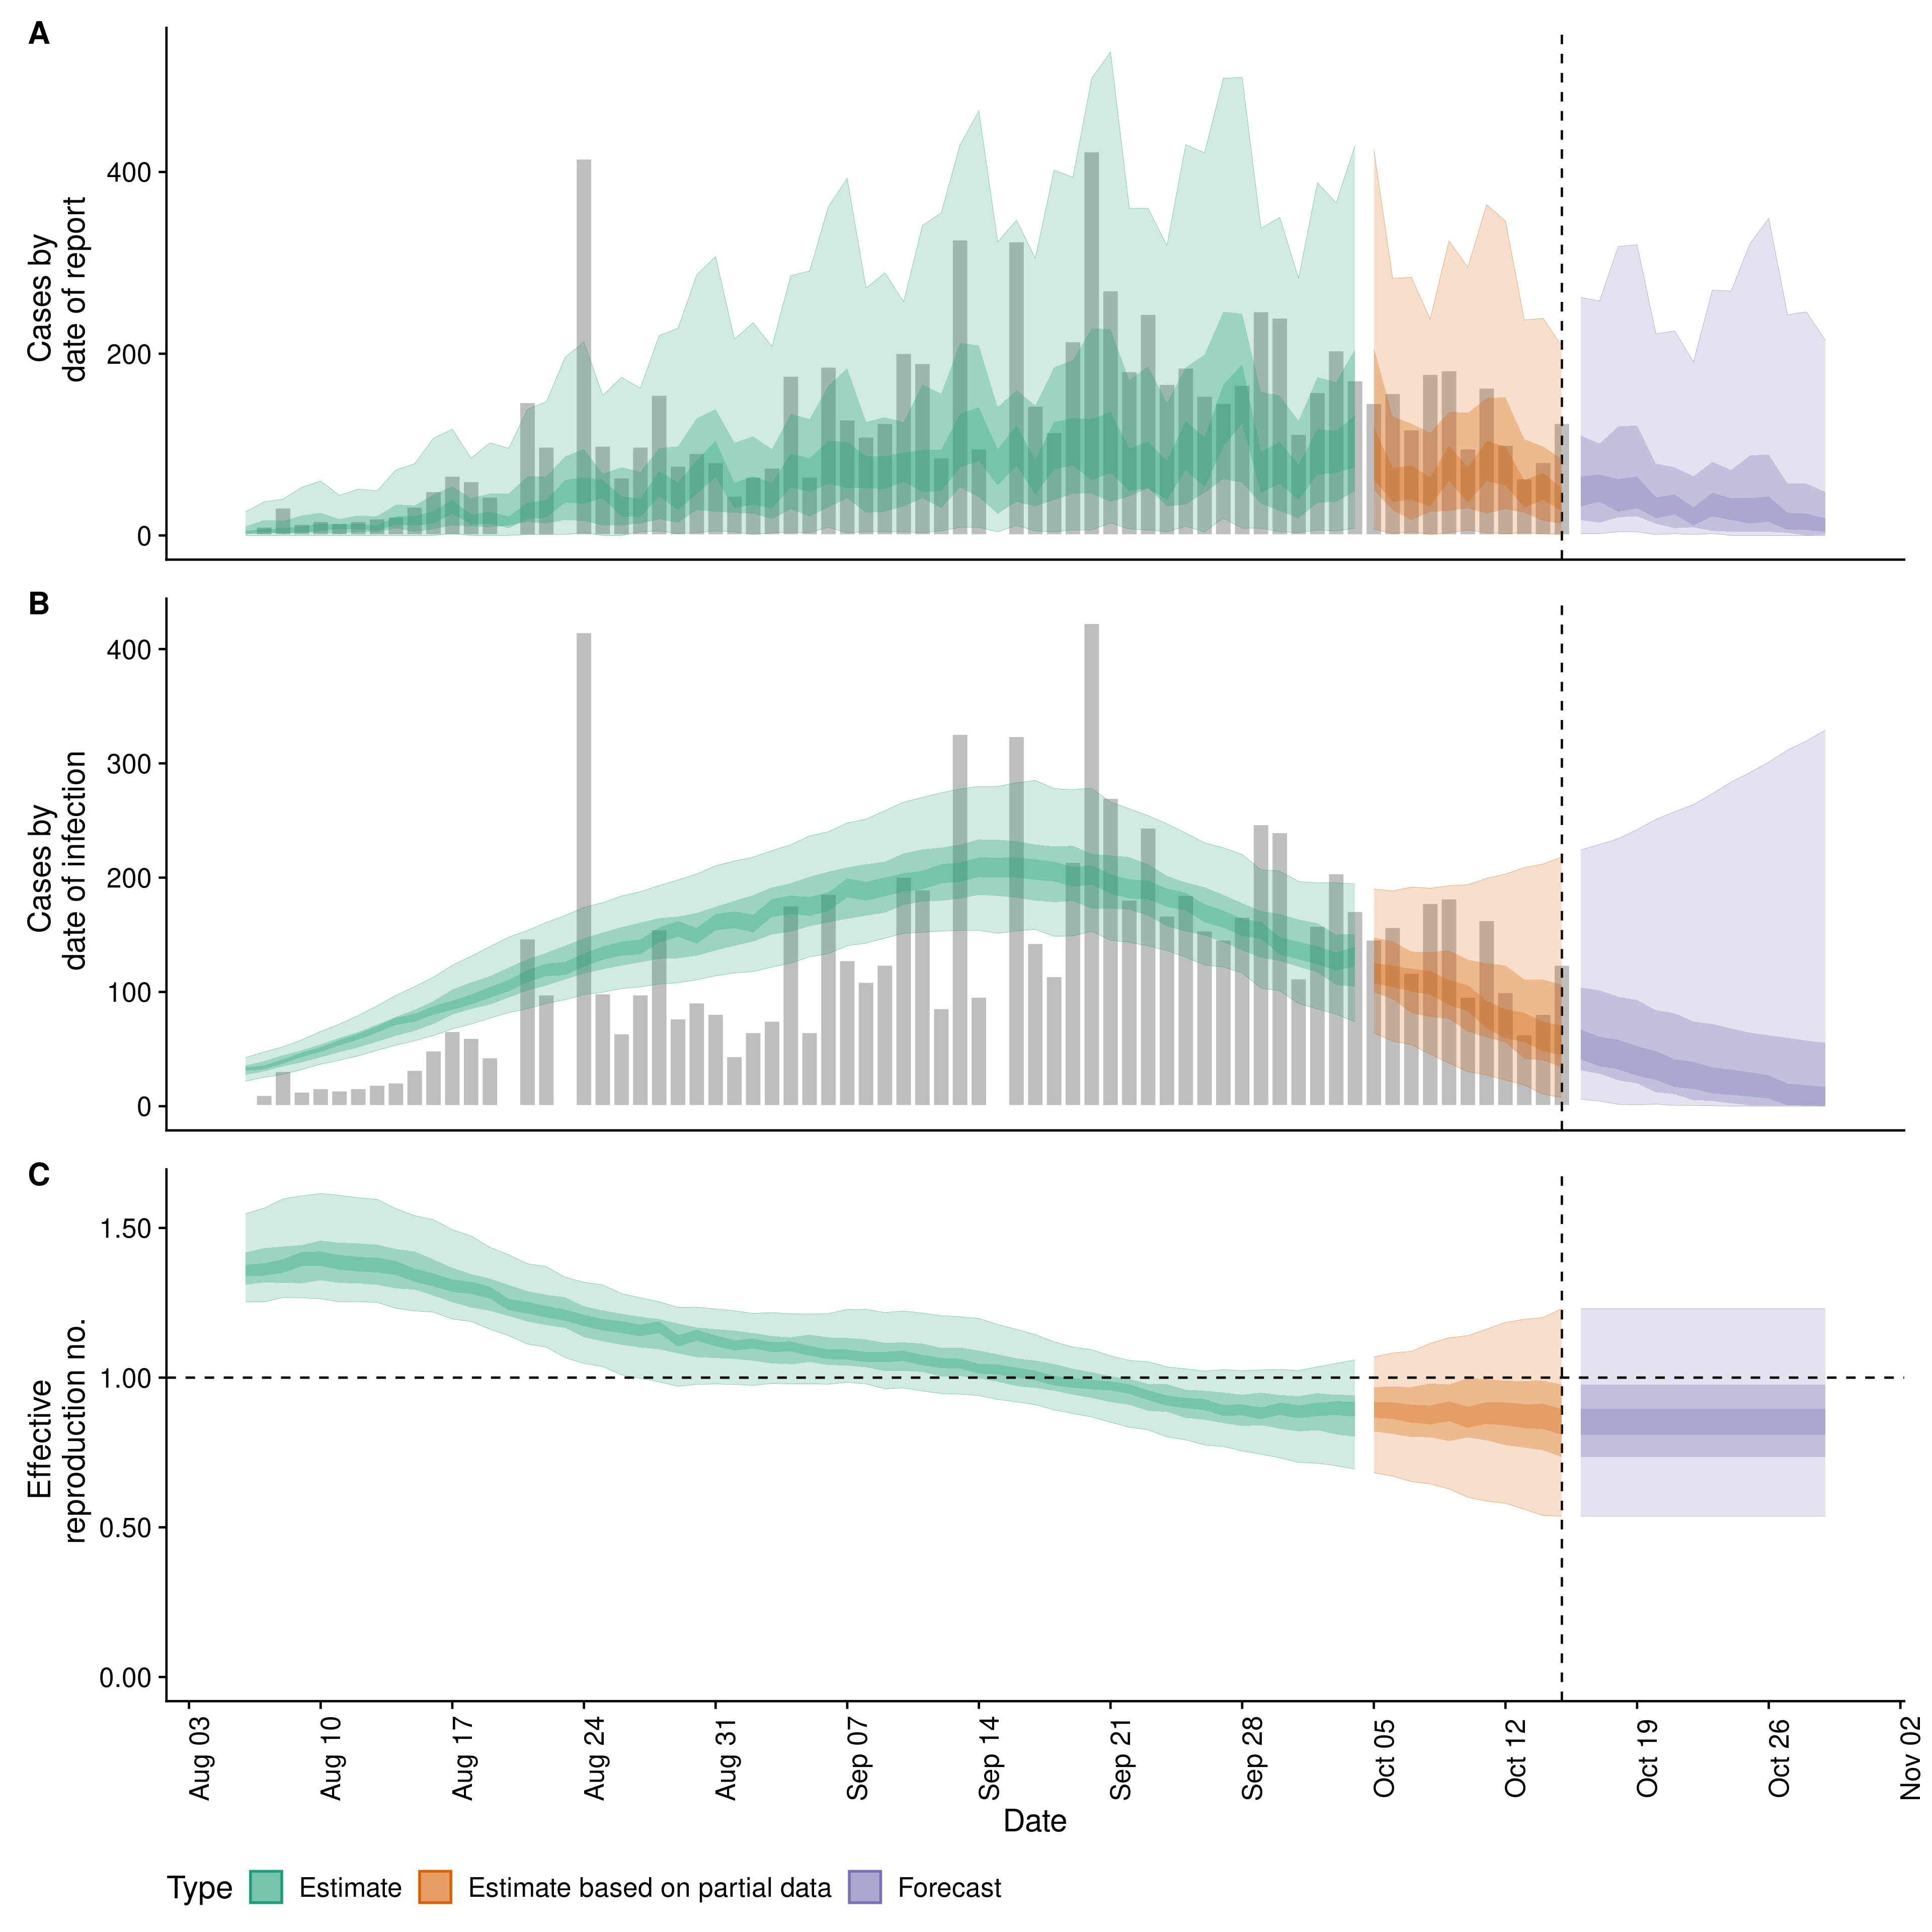 A
Cases by
date of report
400
200
0
B
Cases by
date of infection
400
300
200
100
0
C
Effective
reproduction no.
1.50
1.00
0.50
0.00
Aug 03
Aug 10
Aug 17
Aug 24
Aug 31
Sep 07
Sep 14
Sep 21
Sep 28
Oct 05
Oct 12
Oct 19
Oct 26
Nov 02
Date
Type Estimate Estimate based on partial data Forecast